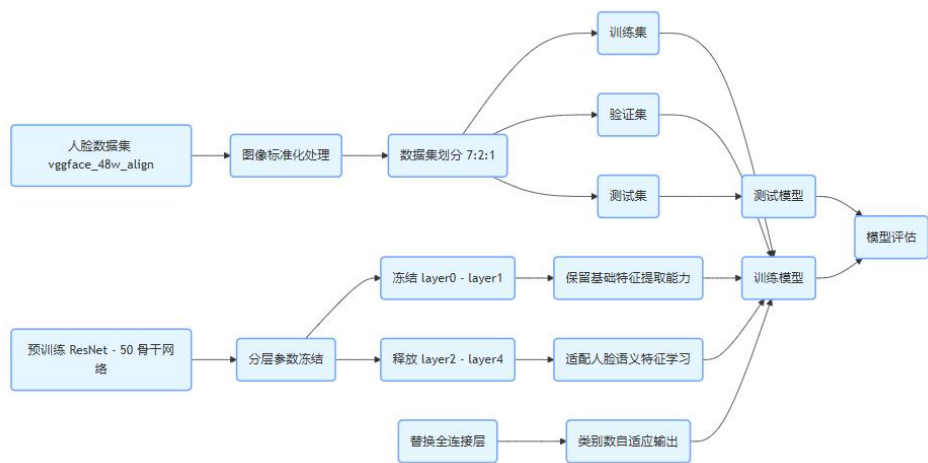 训练集
验证集
人脸数据集
vggface_48w_align
图像标准化处理
数据集划分 7:2:1
测试集
测试模型
模型评估
冻结 layer0 - layer1
保留基础特征提取能力
训练模型
预训练 ResNet - 50 骨干网
络
分层参数冻结
释放 layer2 - layer4
适配人脸语义特征学习
替换全连接层
类别数自适应输出